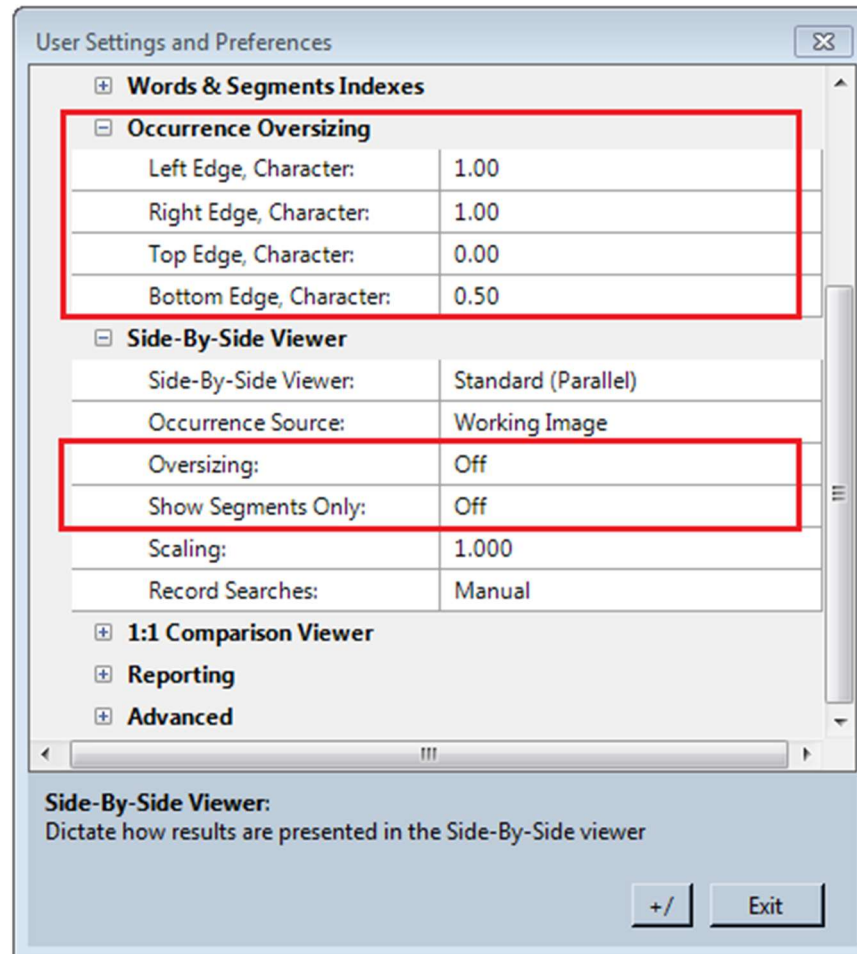 User Settings and Preferences
Words & Segments Indexes
Occurrence Oversizing
Left Edge, Character: 1.00
Right Edge, Character: 1.00
Top Edge, Character: 0.00
Bottom Edge, Character: 0.50
Side-By-Side Viewer
Side-By-Side Viewer: Standard (Parallel)
Occurrence Source: Working Image
Oversizing: Off
Show Segments Only: Off
Scaling: 1.000
Record Searches: Manual
1:1 Comparison Viewer
Reporting
Advanced
Side-By-Side Viewer:
Dictate how results are presented in the Side-By-Side viewer
+/ Exit